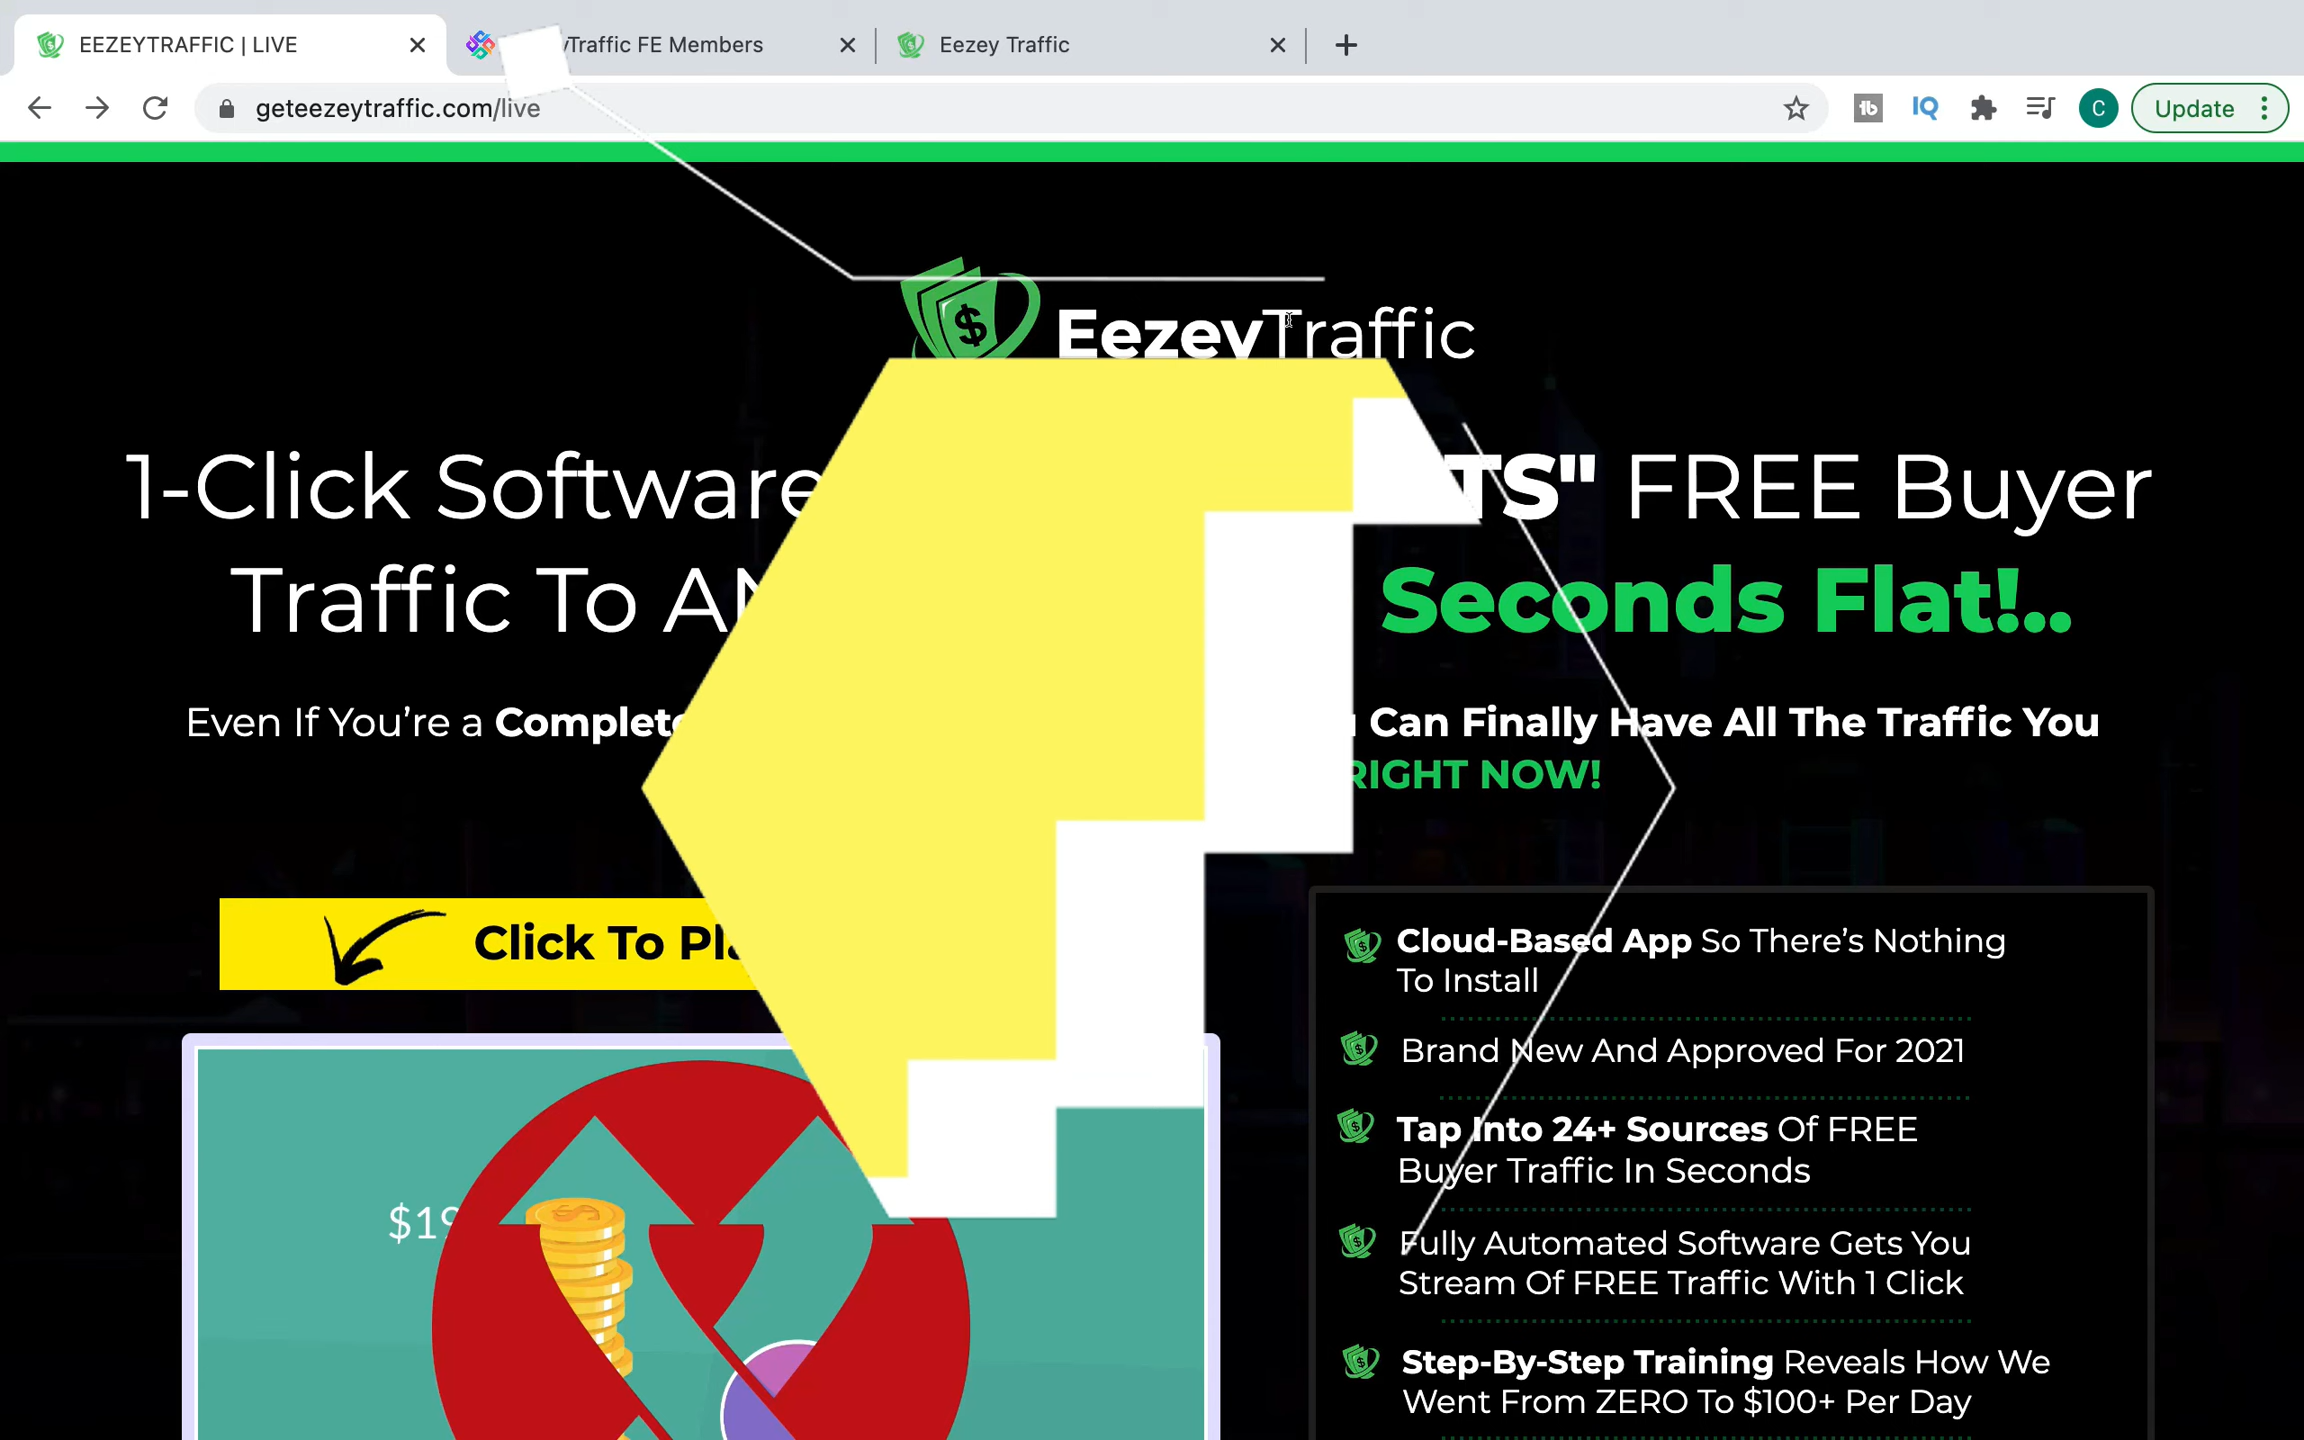 EEZEYTRAFFIC | LIVE
Traffic FE Members
Eezey Traffic
geteezeytraffic.com/live
tb
IQ
C
Update
EezeyTraffic
1-Click Software TS" FREE Buyer
Traffic To Seconds Flat!..
Even If You're a Complete Can Finally Have All The Traffic You
RIGHT NOW!
Click To
Cloud-Based App So There's Nothing
To Install
Brand New And Approved For 2021
Tap Into 24+ Sources Of FREE
Buyer Traffic In Seconds
Fully Automated Software Gets You
Stream Of FREE Traffic With 1 Click
Step-By-Step Training Reveals How We
Went From ZERO To $100+ Per Day